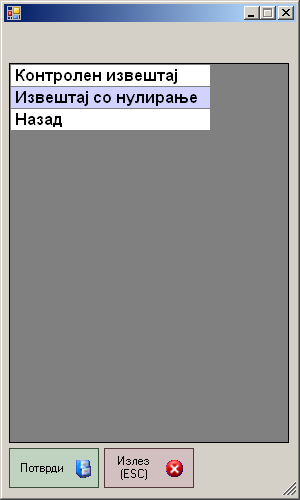 Контролен извештај
Извештај со нулирање
Назад
Потврди
Излез
(ESC)